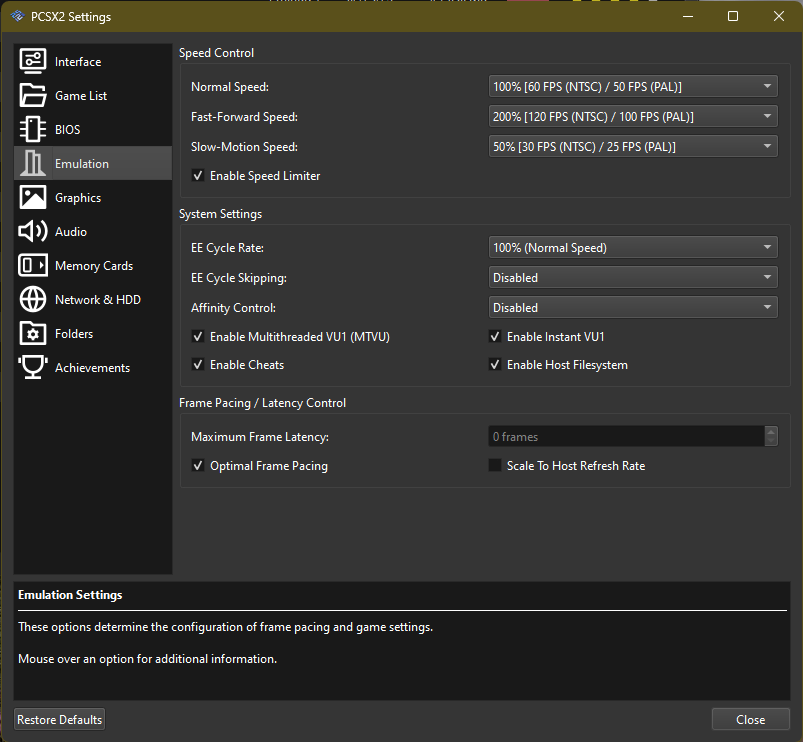 PCSX2 Settings
Interface
Game List
BIOS
Emulation
Graphics
Audio
Memory Cards
Network & HDD
Folders
Achievements
Speed Control
Normal Speed: 100% [60 FPS (NTSC) / 50 FPS (PAL)]
Fast-Forward Speed: 200% [120 FPS (NTSC) / 100 FPS (PAL)]
Slow-Motion Speed: 50% [30 FPS (NTSC) / 25 FPS (PAL)]
Enable Speed Limiter
System Settings
EE Cycle Rate: 100% (Normal Speed)
EE Cycle Skipping: Disabled
Affinity Control: Disabled
Enable Multithreaded VU1 (MTVU) Enable Instant VU1
Enable Cheats Enable Host Filesystem
Frame Pacing / Latency Control
Maximum Frame Latency: 0 frames
Optimal Frame Pacing Scale To Host Refresh Rate
Emulation Settings
These options determine the configuration of frame pacing and game settings.
Mouse over an option for additional information.
Restore Defaults Close